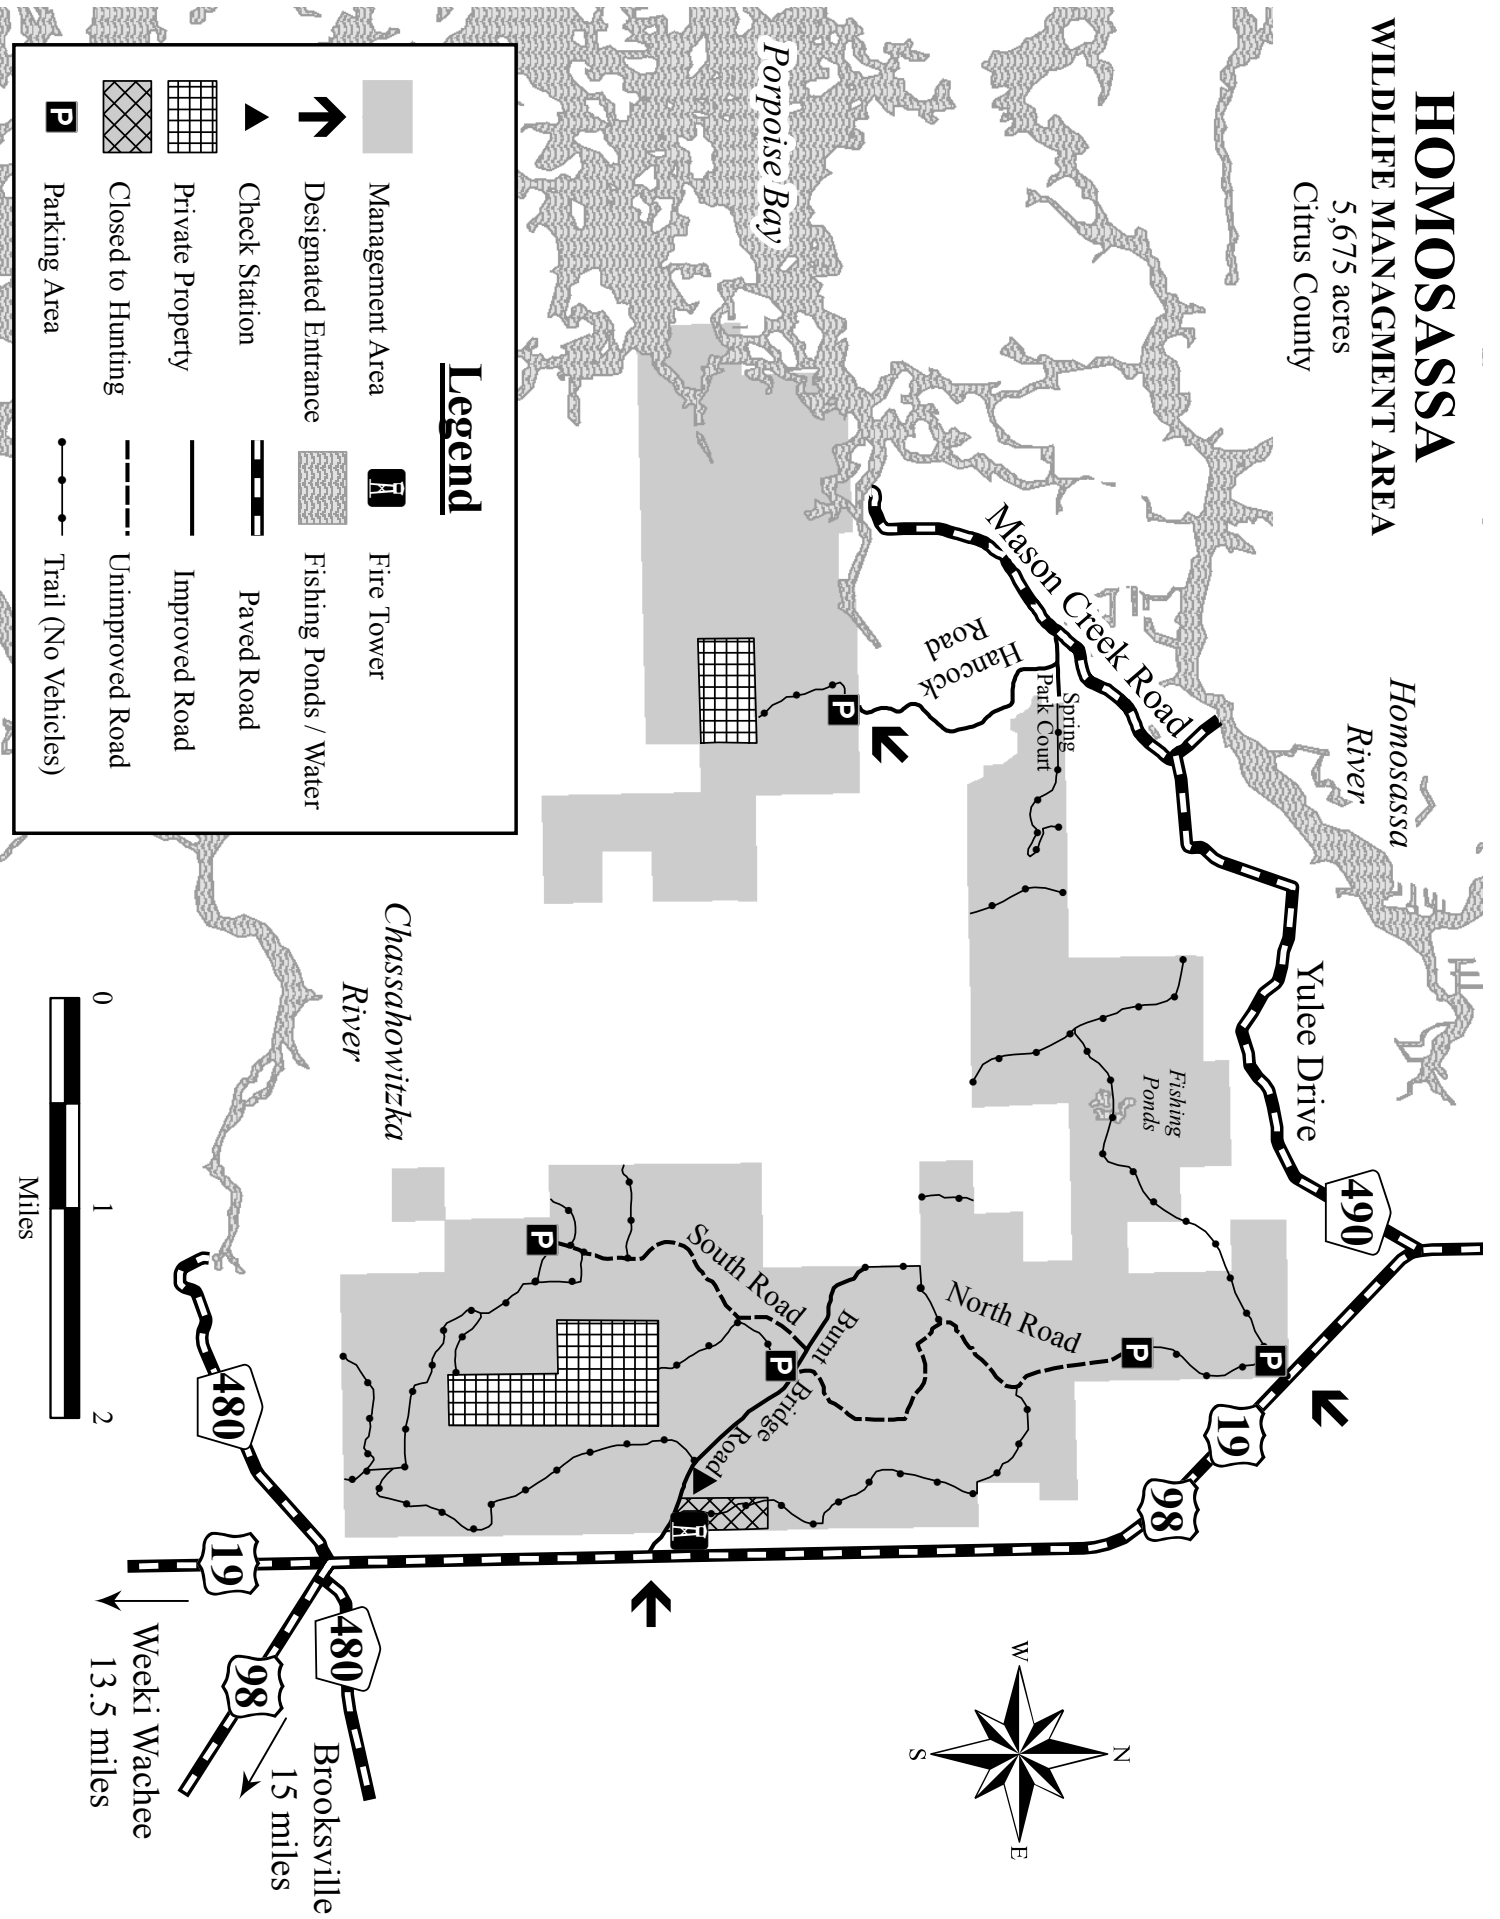 HOMOSASSA
WILDLIFE MANAGMENT AREA
5,675 acres
Citrus County
Homosassa
River
Porpoise Bay
Mason Creek Road
Hancock
Road
Spring
Park Court
Yulee Drive
490
Fishing
Ponds
Chassahowitzka
River
North Road
South Road
Burnt
Bridge
Road
P
P
P
P
P
19
98
480
19
480
98
Weeki Wachee
13.5 miles
Brooksville
15 miles
N
W
E
S
Legend
Management Area
Designated Entrance
Check Station
Private Property
Closed to Hunting
P
Parking Area
Fire Tower
Fishing Ponds / Water
Paved Road
Improved Road
Unimproved Road
Trail (No Vehicles)
0
1
2
Miles